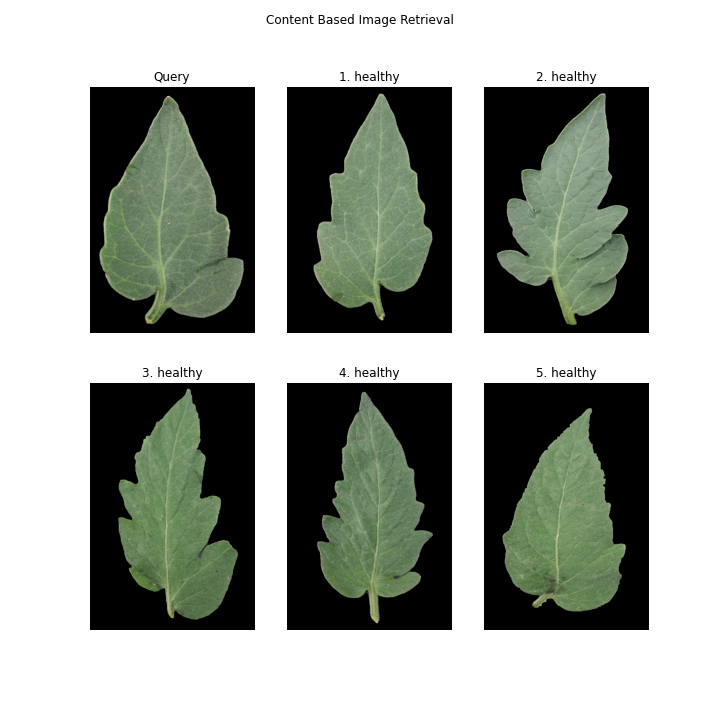 Content Based Image Retrieval
Query
1. healthy
2. healthy
3. healthy
4. healthy
5. healthy